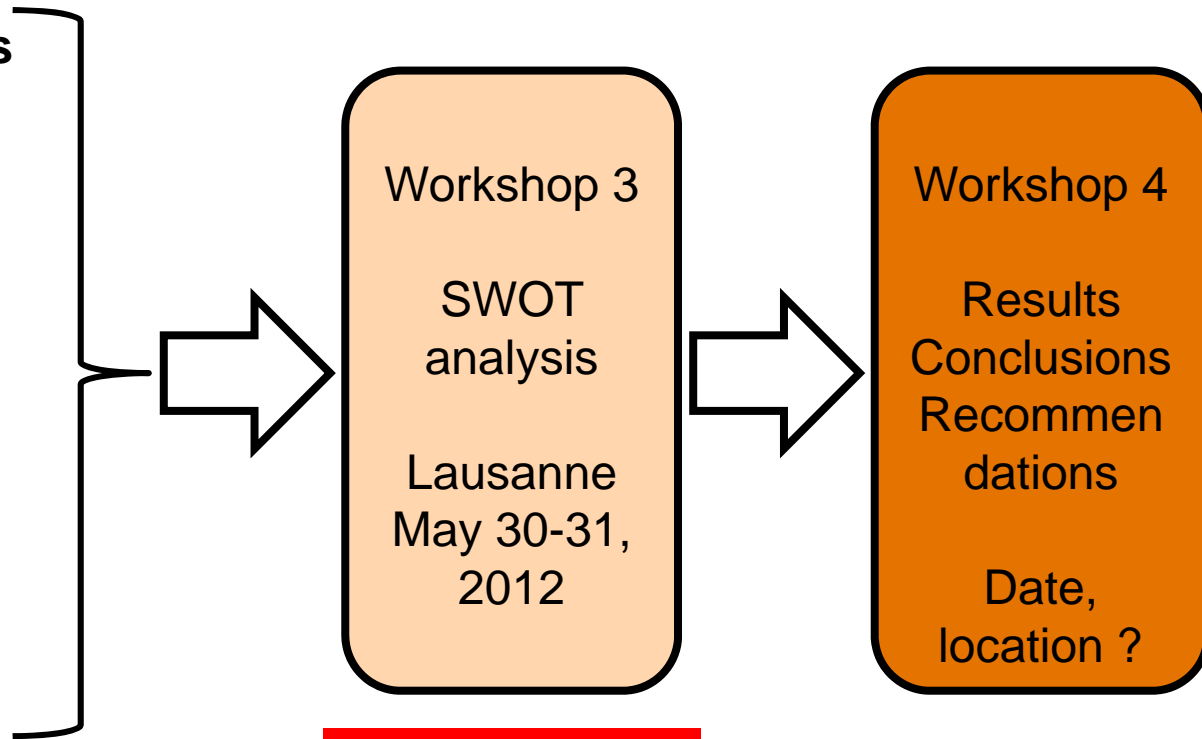 s
Workshop 3
SWOT
analysis
Lausanne
May 30-31,
2012
Workshop 4
Results
Conclusions
Recommen
dations
Date,
location ?